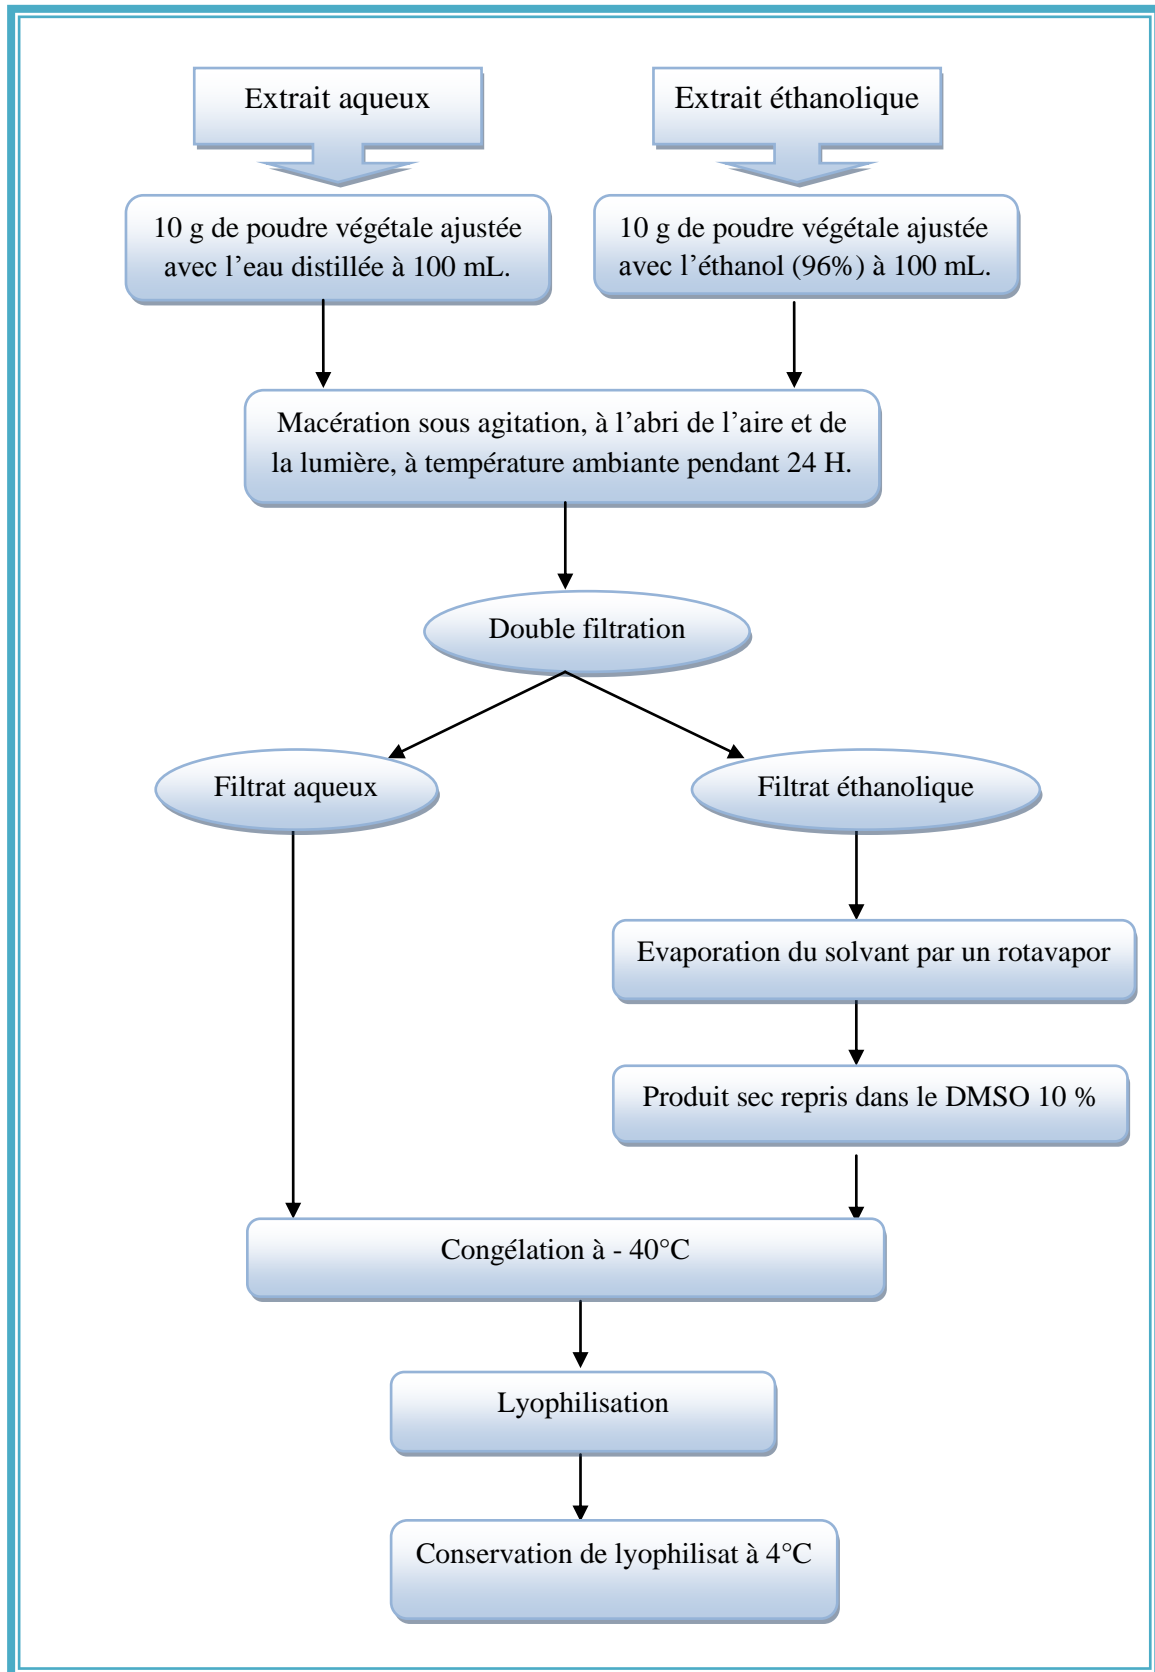 Extrait aqueux
Extrait éthanolique
10 g de poudre végétale ajustée
avec l’eau distillée à 100 mL.
10 g de poudre végétale ajustée
avec l’éthanol (96%) à 100 mL.
Macération sous agitation, à l’abri de l’aire et de
la lumière, à température ambiante pendant 24 H.
Double filtration
Filtrat aqueux
Filtrat éthanolique
Evaporation du solvant par un rotavapor
Produit sec repris dans le DMSO 10 %
Congélation à - 40°C
Lyophilisation
Conservation de lyophilisat à 4°C